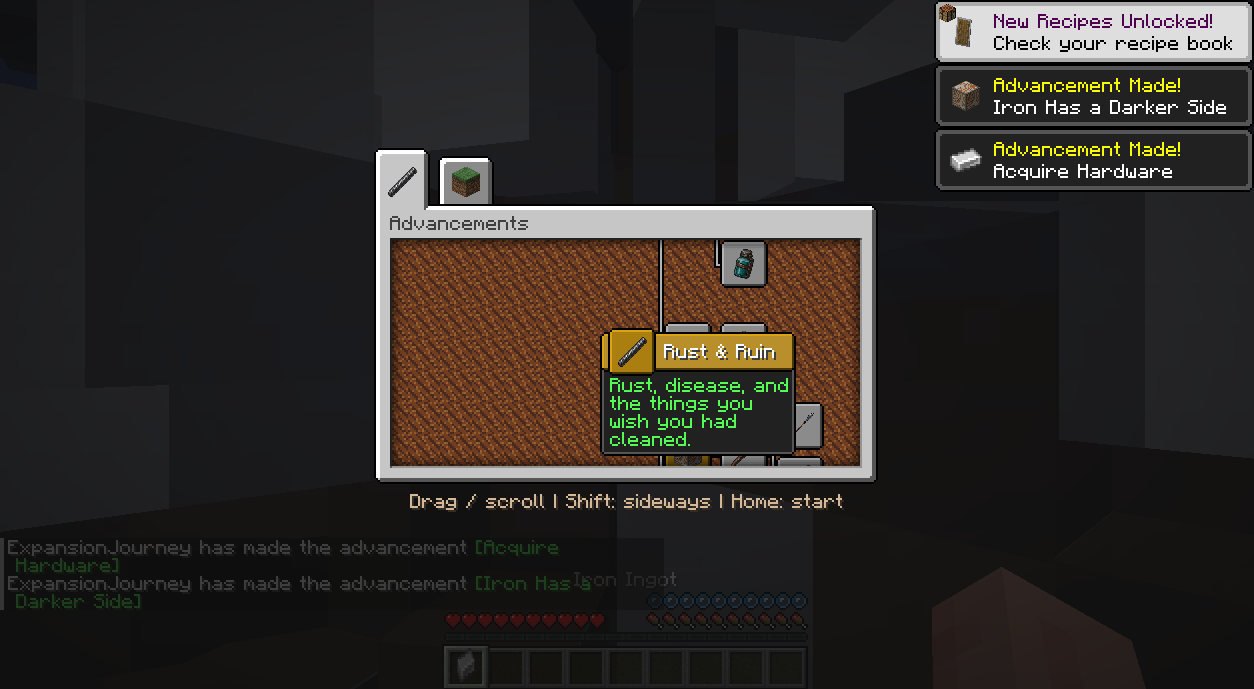 New Recipes Unlocked!
Check your recipe book
Advancement Made!
Iron Has a Darker Side
Advancement Made!
Acquire Hardware
Advancements
Rust & Ruin
Rust, disease, and
the things you
wish you had
cleaned.
Drag / scroll | Shift: sideways | Home: start
ExpansionJourney has made the advancement [Acquire
Hardware]
ExpansionJourney has made the advancement [Iron Has a
Darker Side]
Iron Ingot